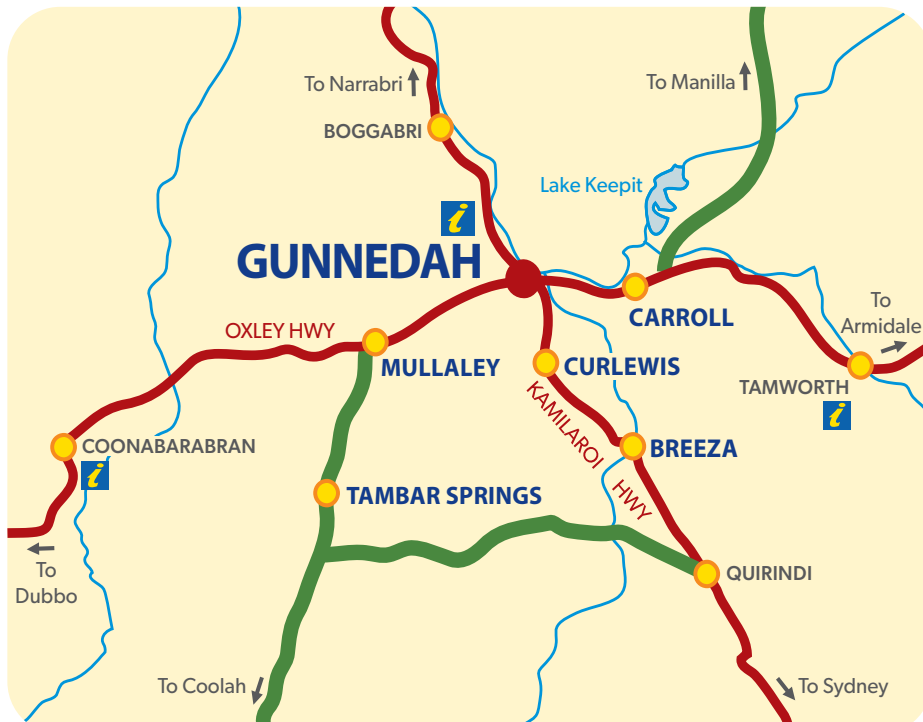 To Narrabri
To Manilla
BOGGABRI
Lake Keepit
i
GUNNEDAH
To
Armidale
CARROLL
OXLEY HWY
MULLALEY
CURLEWIS
TAMWORTH
i
KAMILAROI
HWY
COONABARABRAN
BREEZA
i
TAMBAR SPRINGS
To
Dubbo
QUIRINDI
To Coolah
To Sydney